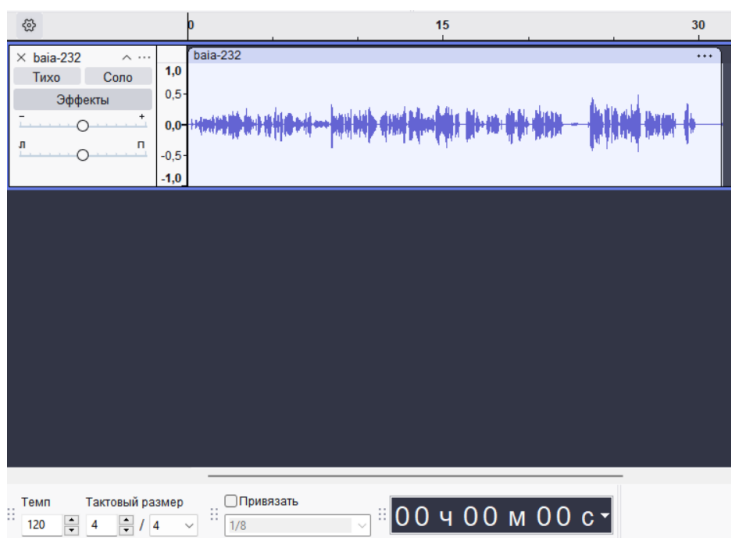 0 15 30
baia-232 ...
baia-232 ...
Тихо Соло
Эффекты
- +
Л П
1,0
0,5-
0,0-
-0,5-
-1,0
Темп Тактовый размер Привязать
120 4 / 4 1/8
00 ч 00 м 00 с